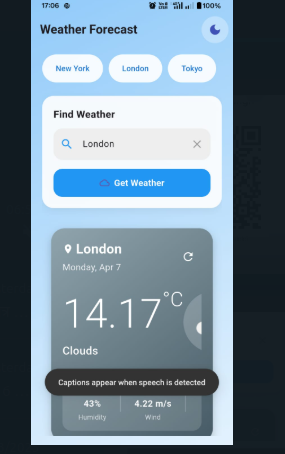 17:06
100%
Weather Forecast
New York
London
Tokyo
Find Weather
London
Get Weather
London
Monday, Apr 7
14.17°C
Clouds
Captions appear when speech is detected
43%
4.22 m/s
Humidity
Wind